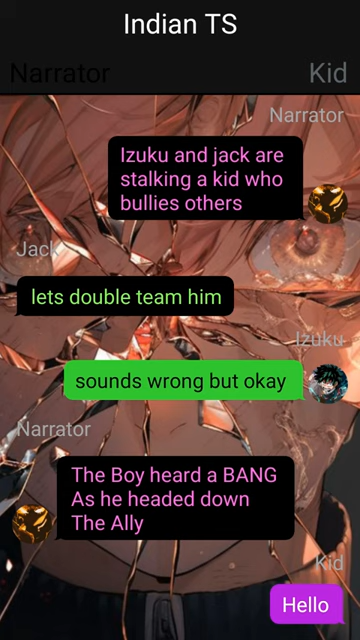 Indian TS
Narrator
Kid
Narrator
Izuku and jack are
stalking a kid who
bullies others
Jack
lets double team him
Izuku
sounds wrong but okay
Narrator
The Boy heard a BANG
As he headed down
The Ally
Kid
Hello